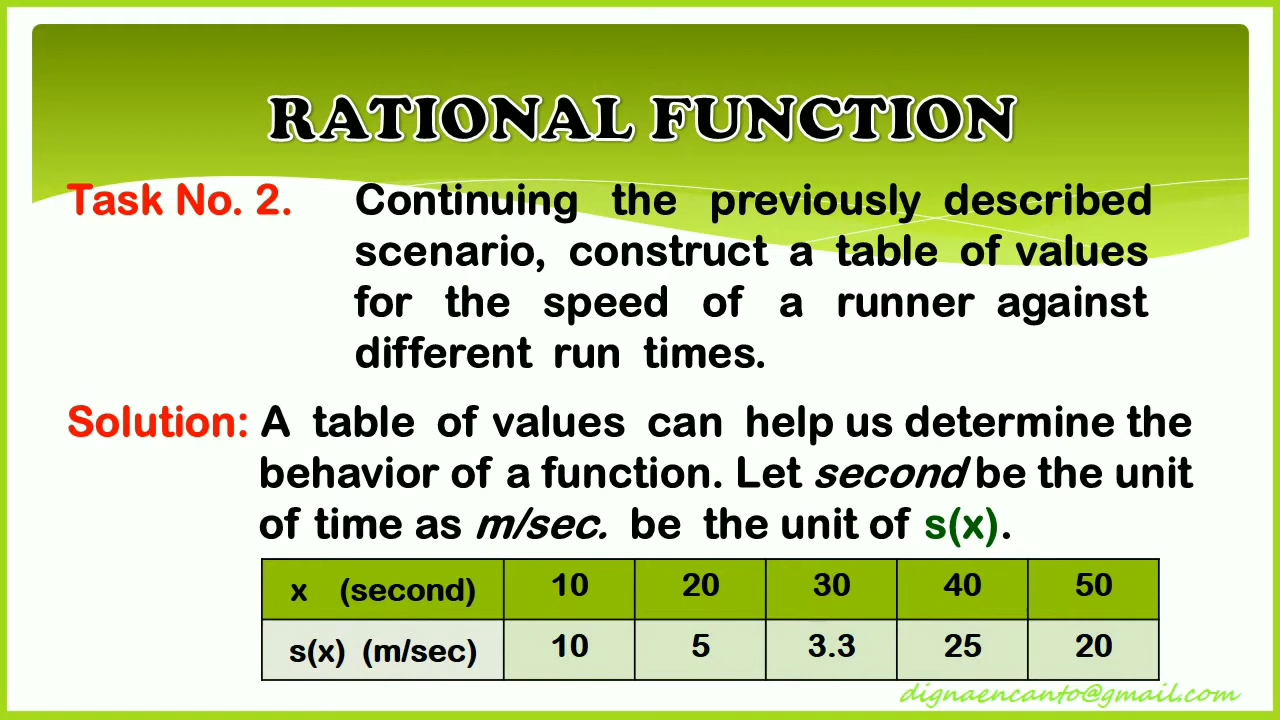 RATIONAL FUNCTION
Task No. 2. Continuing the previously described
scenario, construct a table of values
for the speed of a runner against
different run times.
Solution: A table of values can help us determine the
behavior of a function. Let second be the unit
of time as m/sec. be the unit of s(x).
x (second) 10 20 30 40 50
s(x) (m/sec) 10 5 3.3 25 20
dignaencanto@gmail.com